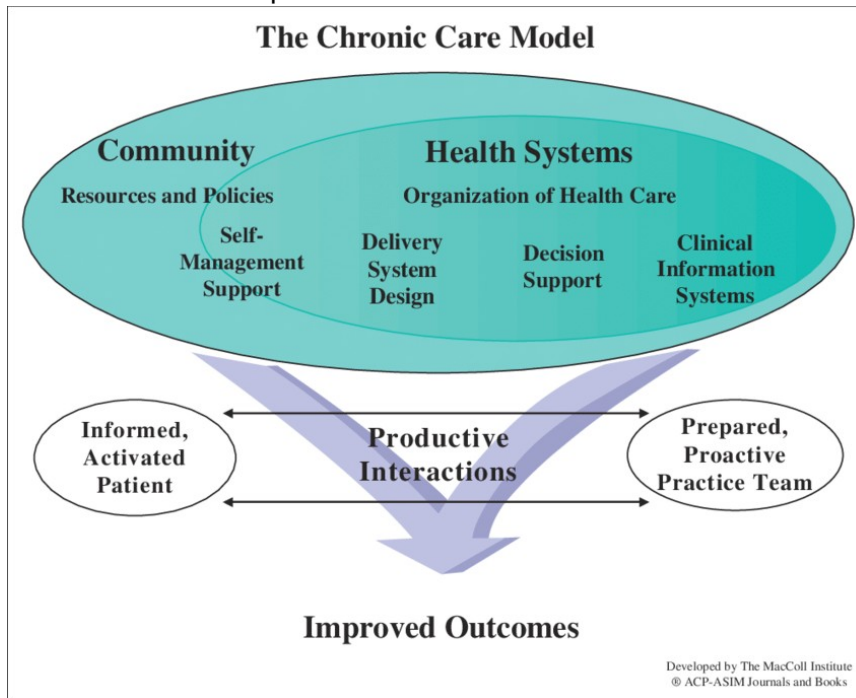 The Chronic Care Model
Community
Health Systems
Resources and Policies
Organization of Health Care
Self-
Management
Support
Delivery
System
Design
Decision
Support
Clinical
Information
Systems
Informed,
Activated
Patient
Productive
Interactions
Prepared,
Proactive
Practice Team
Improved Outcomes
Developed by The MacColl Institute
® ACP-ASIM Journals and Books